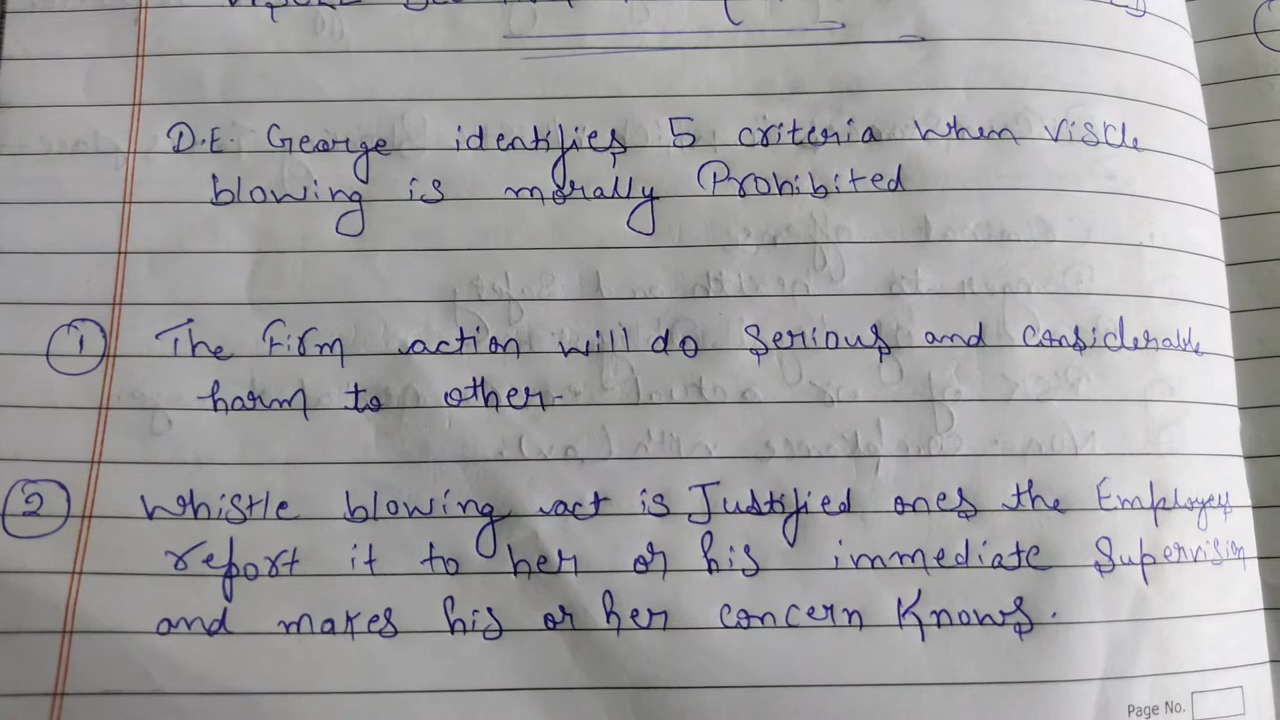 D.E. George identifies 5 criteria when viscle
blowing is morally Prohibited
① The Firm action will do serious and considerable
harm to other-
② Whistle blowing act is Justified ones the Employees
report it to her or his immediate Supervision
and makes his or her concern Knows.
Page No.